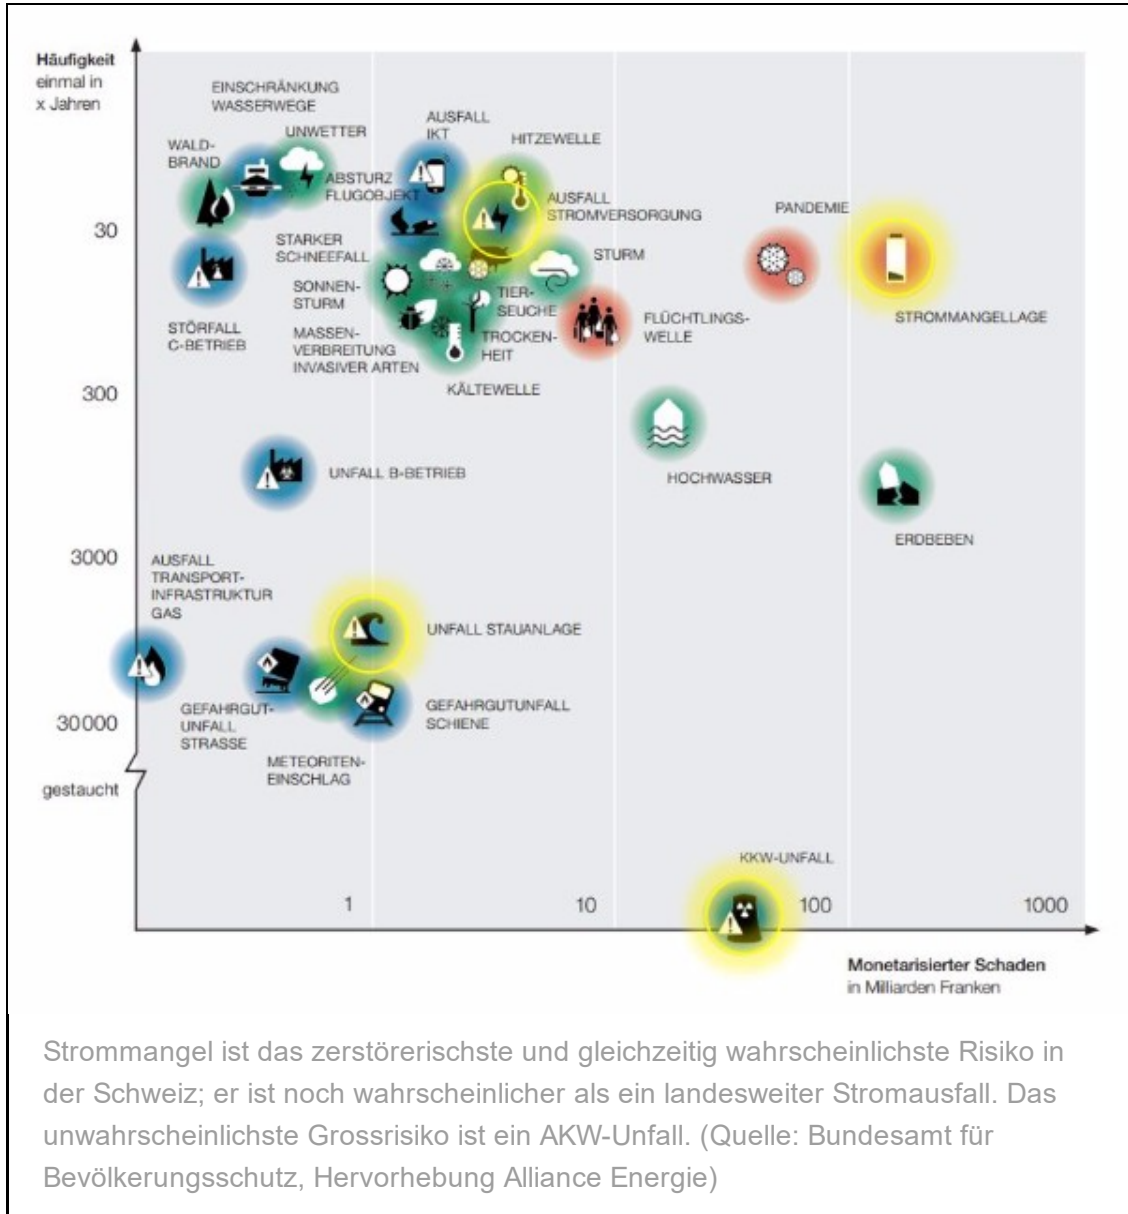 Häufigkeit
einmal in
x Jahren
EINSCHRÄNKUNG
WASSERWEGE
UNWETTER
WALD-
BRAND
AUSFALL
IKT
HITZEWELLE
ABSTURZ
FLUGOBJEKT
AUSFALL
STROMVERSORGUNG
PANDEMIE
30
STARKER
SCHNEEFALL
STURM
SONNEN-
STURM
TIER-
SEUCHE
STÖRFALL
C-BETRIEB
MASSEN-
VERBREITUNG
INVASIVER ARTEN
TROCKEN-
HEIT
FLÜCHTLINGS-
WELLE
STROMMANGELLAGE
KÄLTEWELLE
300
UNFALL B-BETRIEB
HOCHWASSER
ERDBEBEN
3000
AUSFALL
TRANSPORT-
INFRASTRUKTUR
GAS
UNFALL STAUANLAGE
GEFAHRGUT-
UNFALL
STRASSE
GEFAHRGUTUNFALL
SCHIENE
30000
METEORITEN-
EINSCHLAG
gestaucht
KKW-UNFALL
1
10
100
1000
Monetarisierter Schaden
in Milliarden Franken
Strommangel ist das zerstörerischste und gleichzeitig wahrscheinlichste Risiko in
der Schweiz; er ist noch wahrscheinlicher als ein landesweiter Stromausfall. Das
unwahrscheinlichste Grossrisiko ist ein AKW-Unfall. (Quelle: Bundesamt für
Bevölkerungsschutz, Hervorhebung Alliance Energie)